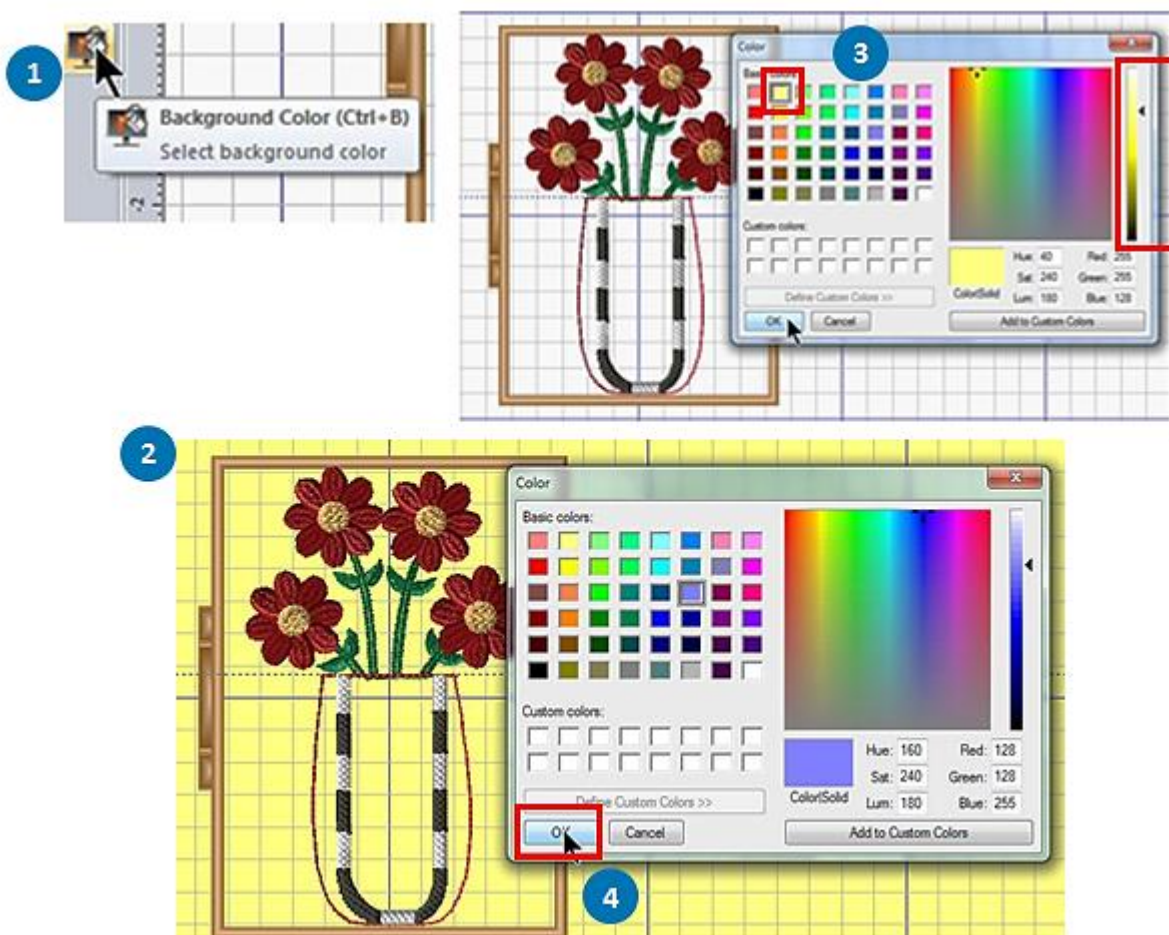 1
Background Color (Ctrl+B)
Select background color
-2
3
Color
Basic colors:
Custom colors:
Define Custom Colors >>
OK
Cancel
Color|Solid
Hue: 40
Sat: 240
Lum: 180
Red: 255
Green: 255
Blue: 128
Add to Custom Colors
2
Color
x
Basic colors:
Custom colors:
Define Custom Colors >>
OK
Cancel
Color|Solid
Hue: 160
Sat: 240
Lum: 180
Red: 128
Green: 128
Blue: 255
Add to Custom Colors
4